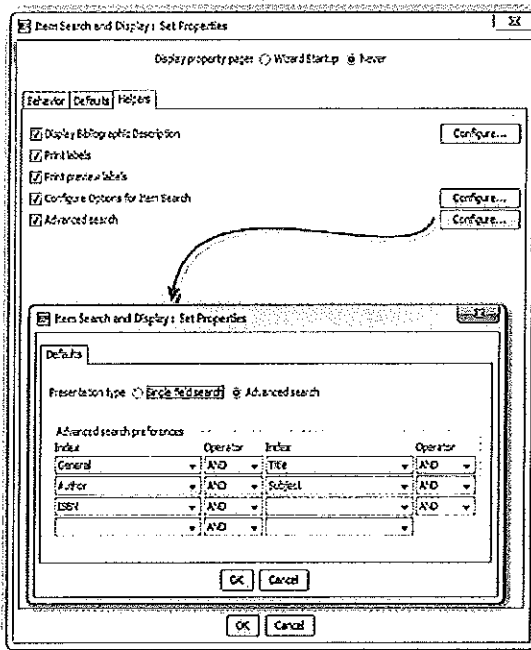 Item Search and Display : Set Properties
Display property pages Wizard Startup Never
Behavior Defaults Helpers
Display Bibliographic Description Configure...
Print labels
Print preview labels
Configure Options for Item Search Configure...
Advanced search Configure...
Item Search and Display : Set Properties
Defaults
Presentation type Single field search Advanced search
Advanced search preferences
Index Operator Index Operator
General AND Title AND
Author AND Subject AND
ISBN AND AND
AND
OK Cancel
OK Cancel